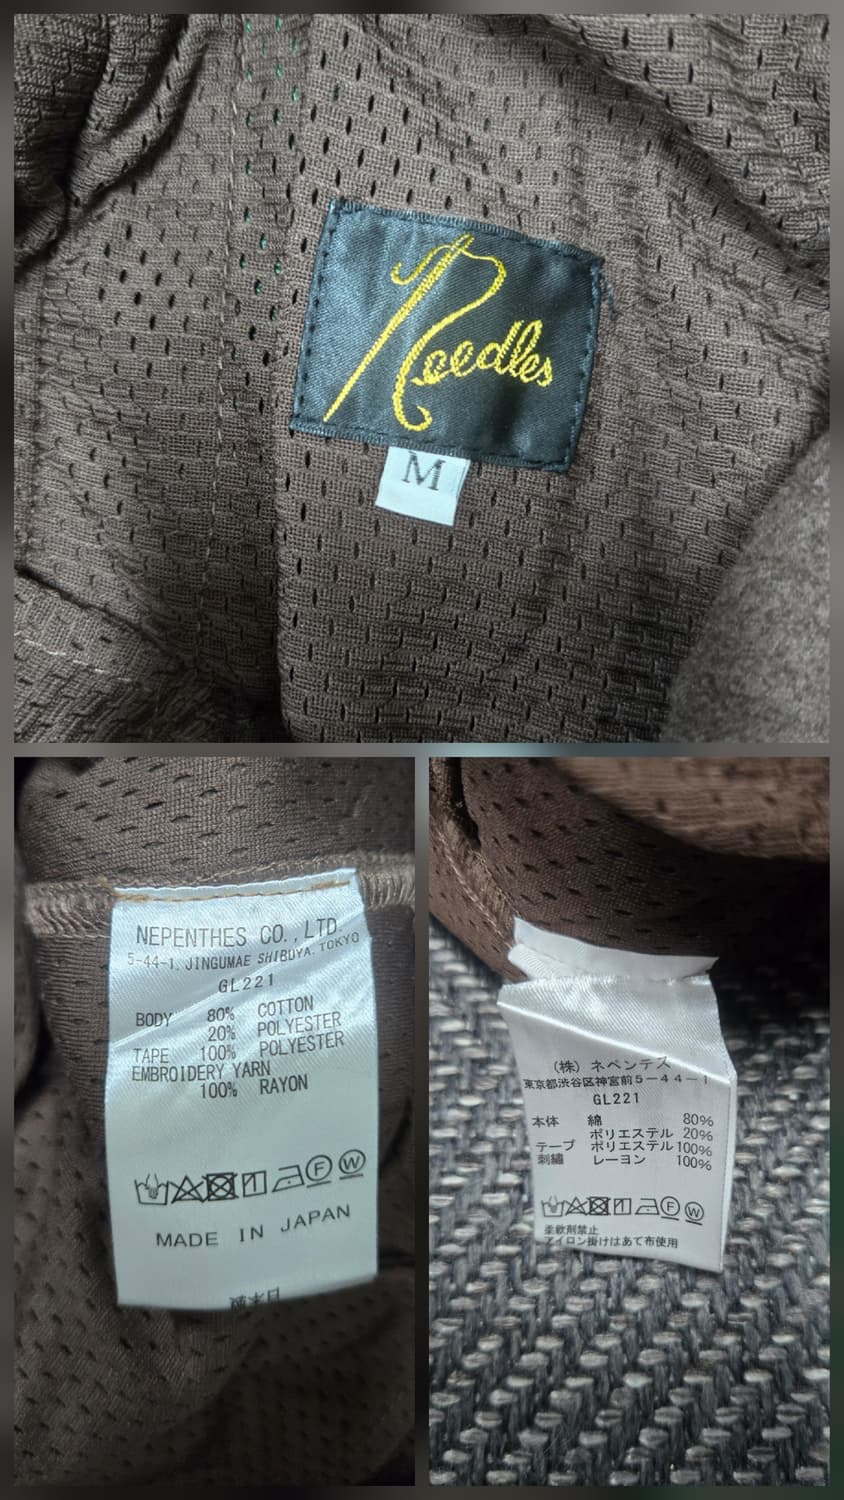 Needles
M
NEPENTHES CO., LTD.
5-44-1, JINGUMAE SHIBUYA, TOKYO
GL221
BODY 80% COTTON
20% POLYESTER
TAPE 100% POLYESTER
EMBROIDERY YARN
100% RAYON
F W
MADE IN JAPAN
(株) ネペンテス
東京都渋谷区神宮前5-44-1
GL221
本体 綿 80%
ポリエステル 20%
テープ ポリエステル 100%
刺繍 レーヨン 100%
F W
柔軟剤禁止
アイロン掛けはあて布使用